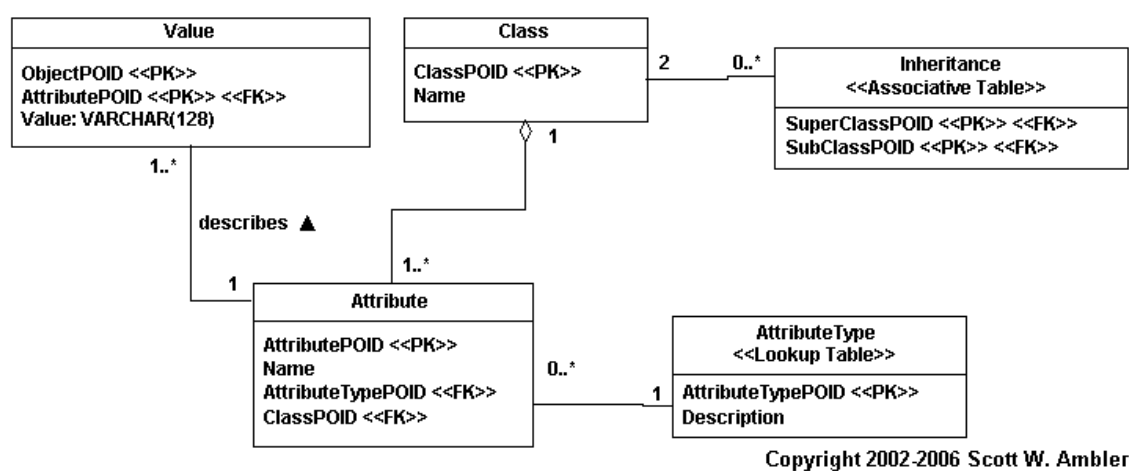 Value
ObjectPOID <<PK>>
AttributePOID <<PK>> <<FK>>
Value: VARCHAR(128)
Class
ClassPOID <<PK>>
Name
2
0..*
Inheritance
<<Associative Table>>
SuperClassPOID <<PK>> <<FK>>
SubClassPOID <<PK>> <<FK>>
1
1..*
describes ▲
1..*
1
Attribute
AttributePOID <<PK>>
Name
AttributeTypePOID <<FK>>
ClassPOID <<FK>>
0..*
1
AttributeType
<<Lookup Table>>
AttributeTypePOID <<PK>>
Description
Copyright 2002-2006 Scott W. Ambler